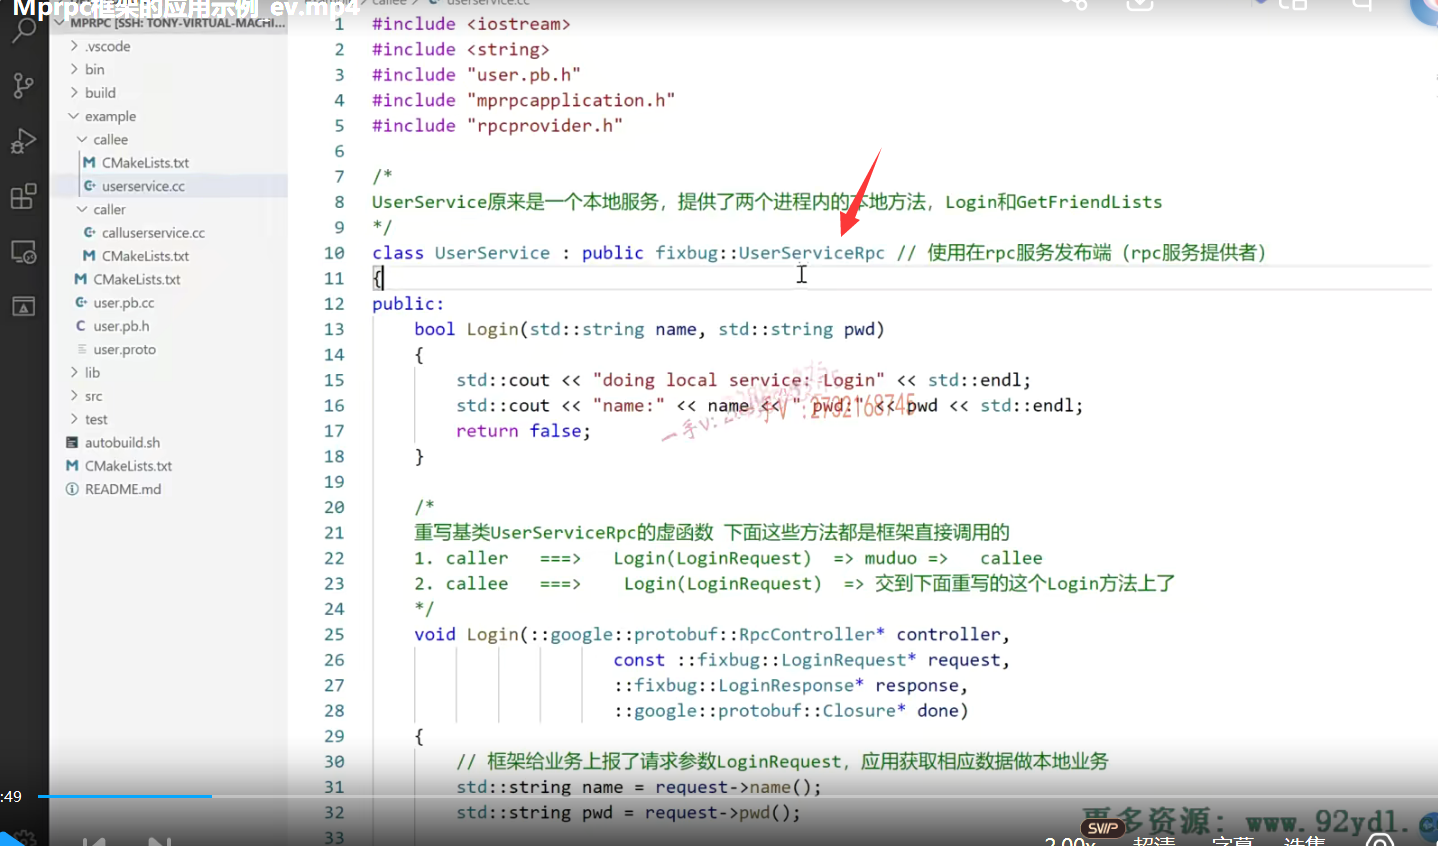 Mprpc框架的应用示例_ev.mp4
MPRPC [SSH: TONY-VIRTUAL-MACHI...
.vscode
bin
build
example
callee
CMakeLists.txt
userservice.cc
caller
calluserservice.cc
CMakeLists.txt
CMakeLists.txt
user.pb.cc
user.pb.h
user.proto
lib
src
test
autobuild.sh
CMakeLists.txt
README.md
1 #include <iostream>
2 #include <string>
3 #include "user.pb.h"
4 #include "mprpcapplication.h"
5 #include "rpcprovider.h"
6
7 /*
8 UserService原来是一个本地服务，提供了两个进程内的本地方法，Login和GetFriendLists
9 */
10 class UserService : public fixbug::UserServiceRpc // 使用在rpc服务发布端（rpc服务提供者）
11 {
12 public:
13 bool Login(std::string name, std::string pwd)
14 {
15 std::cout << "doing local service: Login" << std::endl;
16 std::cout << "name:" << name << " pwd:" << pwd << std::endl;
17 return false;
18 }
19
20 /*
21 重写基类UserServiceRpc的虚函数 下面这些方法都是框架直接调用的
22 1. caller ===> Login(LoginRequest) => muduo => callee
23 2. callee ===> Login(LoginRequest) => 交到下面重写的这个Login方法上了
24 */
25 void Login(::google::protobuf::RpcController* controller,
26 const ::fixbug::LoginRequest* request,
27 ::fixbug::LoginResponse* response,
28 ::google::protobuf::Closure* done)
29 {
30 // 框架给业务上报了请求参数LoginRequest，应用获取相应数据做本地业务
31 std::string name = request->name();
32 std::string pwd = request->pwd();
33
:49
SVIP
2.00x 超清 字幕 选集